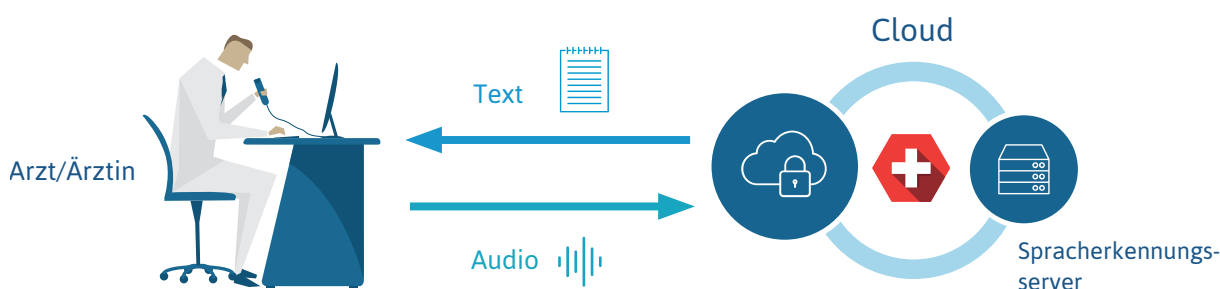 Cloud
Text
Arzt/Ärztin
Audio
Spracherkennungs-
server